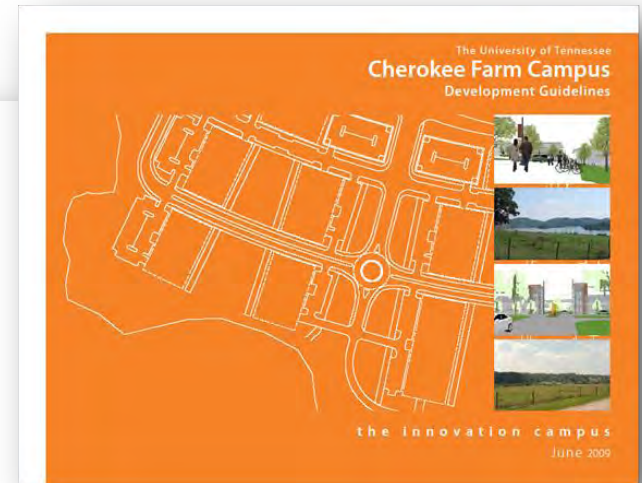 The University of Tennessee
Cherokee Farm Campus
Development Guidelines
the innovation campus
June 2009